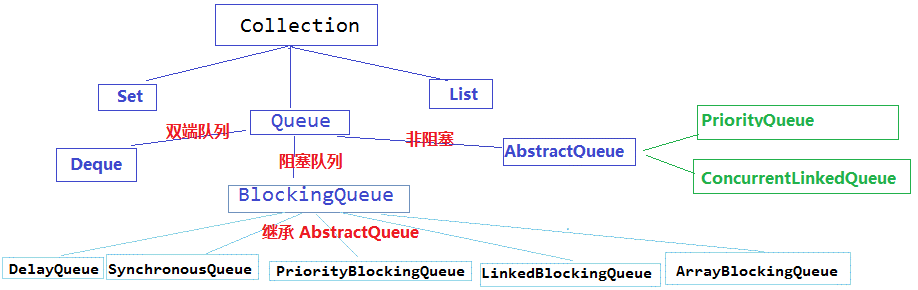 Collection
Set
List
Queue
双端队列
非阻塞
PriorityQueue
Deque
阻塞队列
AbstractQueue
ConcurrentLinkedQueue
BlockingQueue
继承 AbstractQueue
DelayQueue
SynchronousQueue
PriorityBlockingQueue
LinkedBlockingQueue
ArrayBlockingQueue